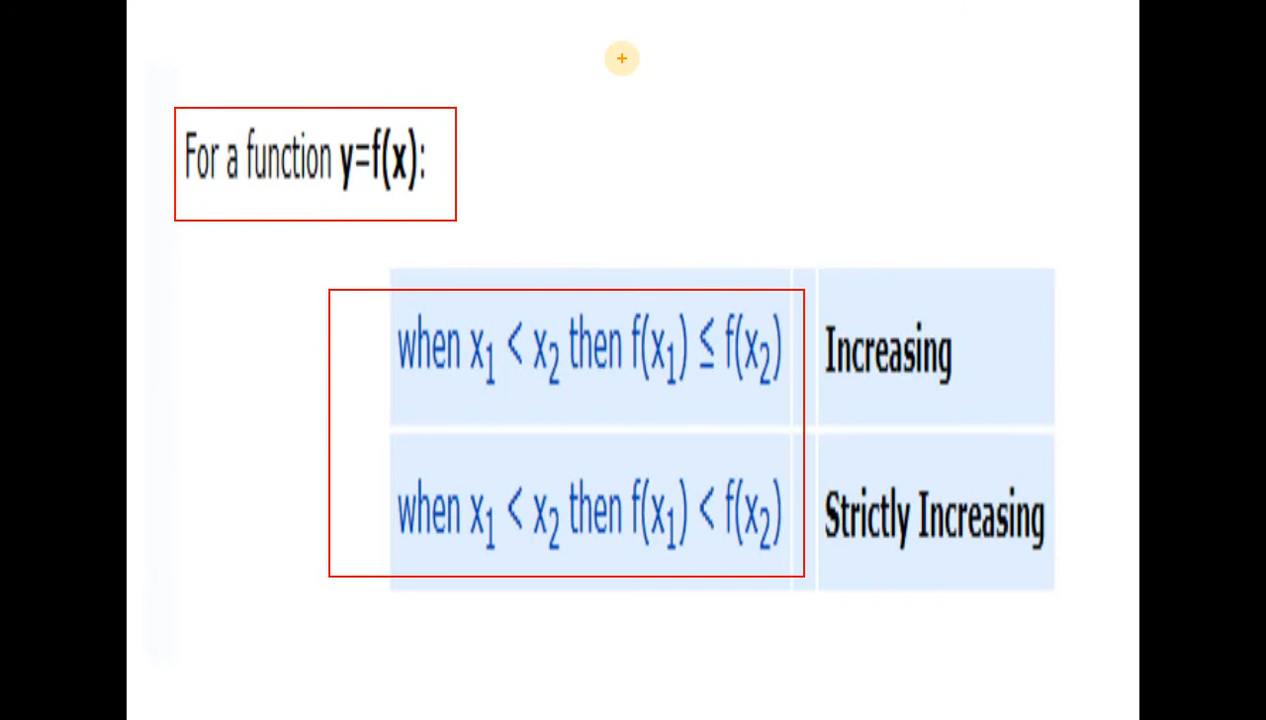 For a function y=f(x):
when x₁ < x₂ then f(x₁) ≤ f(x₂) Increasing
when x₁ < x₂ then f(x₁) < f(x₂) Strictly Increasing